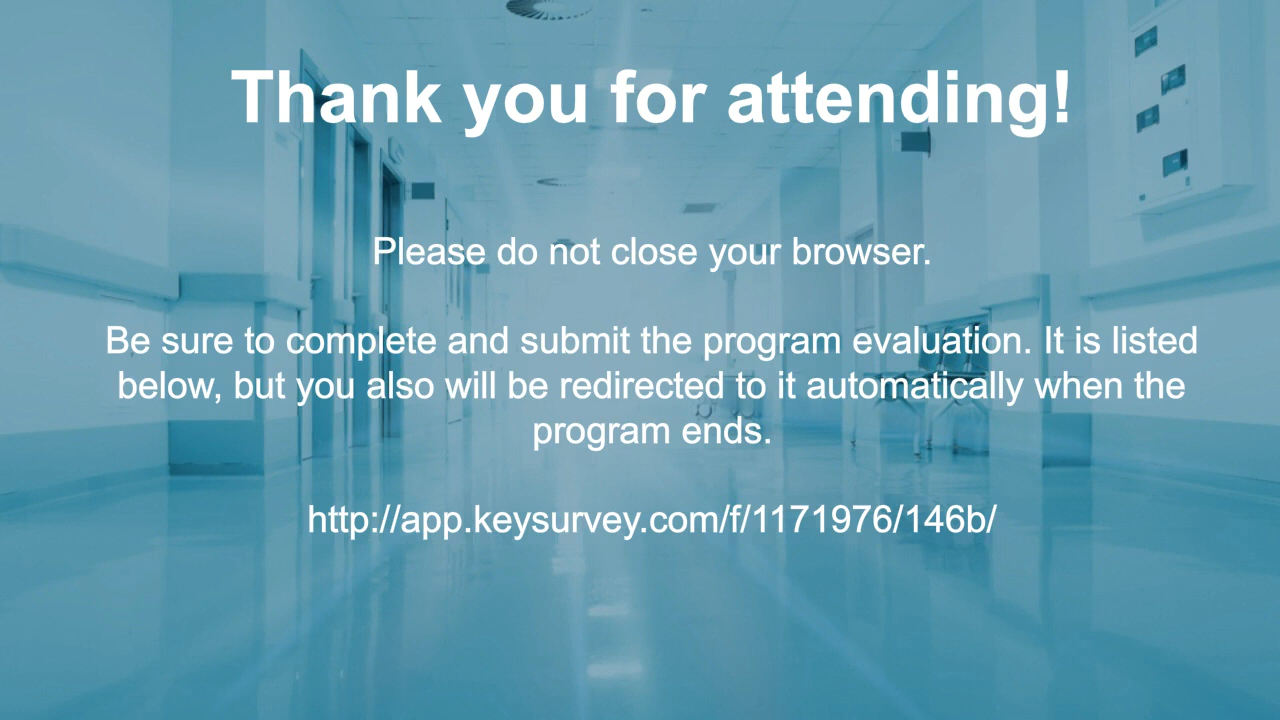 Thank you for attending!
Please do not close your browser.
Be sure to complete and submit the program evaluation. It is listed
below, but you also will be redirected to it automatically when the
program ends.
http://app.keysurvey.com/f/1171976/146b/